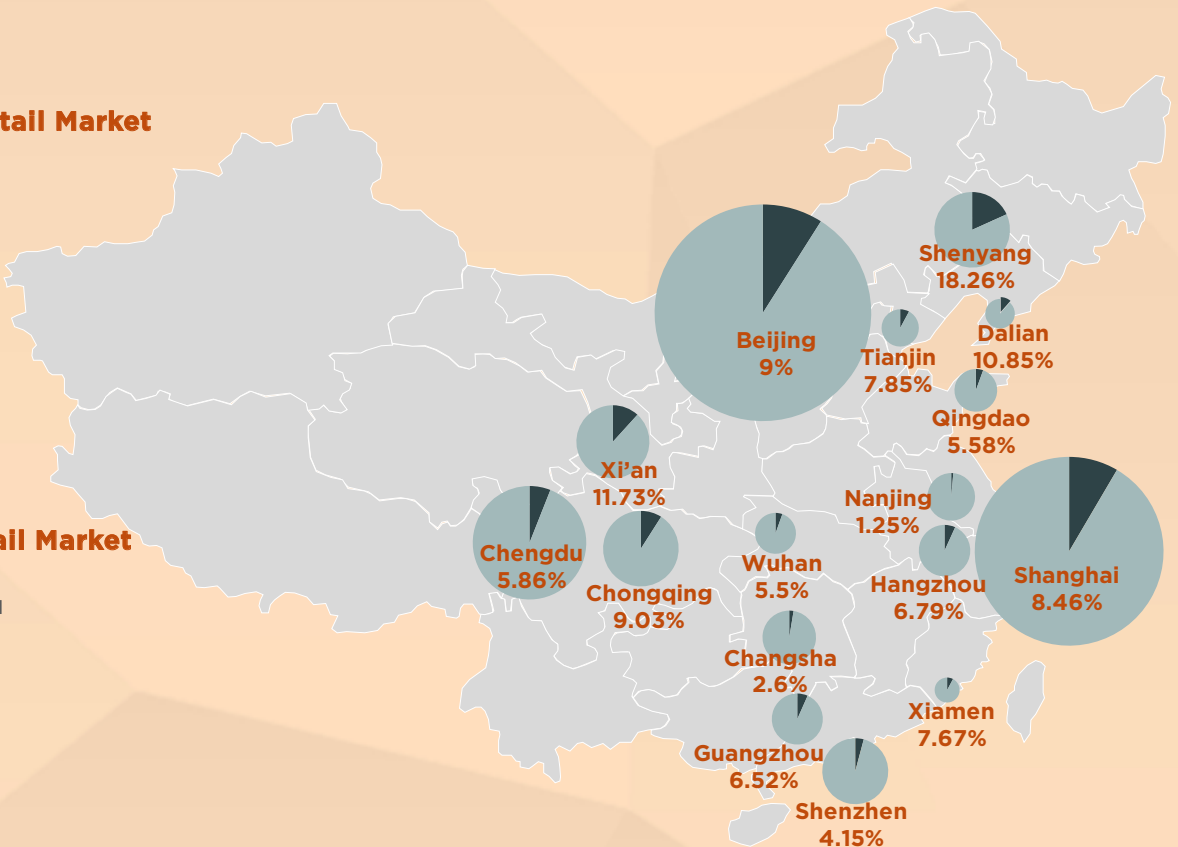 tail Market
Shenyang
18.26%
Beijing
9%
Dalian
10.85%
Tianjin
7.85%
Qingdao
5.58%
Xi’an
11.73%
Nanjing
1.25%
ail Market
Chengdu
5.86%
Chongqing
9.03%
Wuhan
5.5%
Hangzhou
6.79%
Shanghai
8.46%
Changsha
2.6%
Xiamen
7.67%
Guangzhou
6.52%
Shenzhen
4.15%